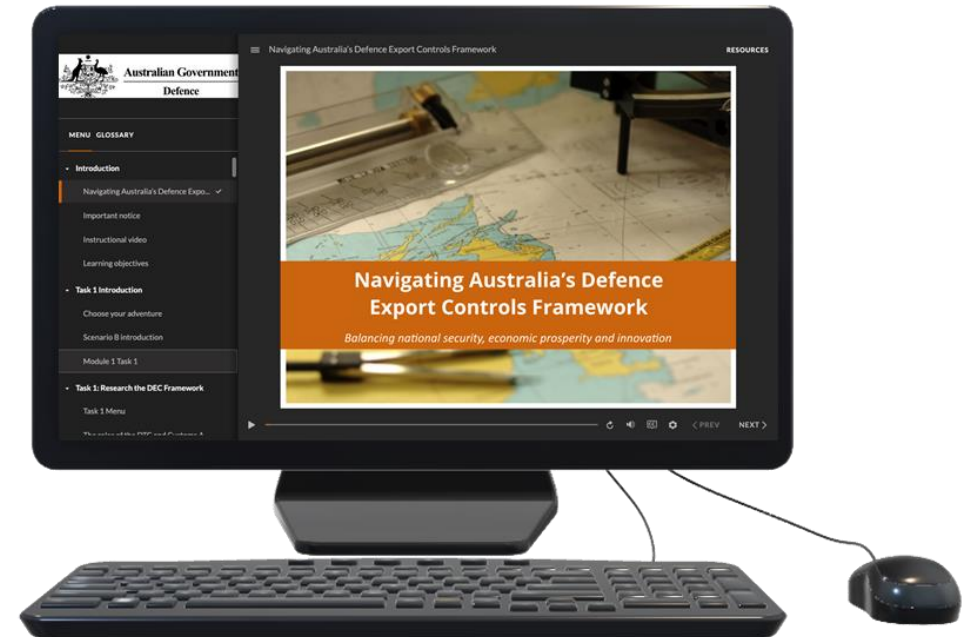 Australian Government
Defence
MENU GLOSSARY
Introduction
Navigating Australia's Defence Expo...
Important notice
Instructional video
Learning objectives
Task 1 Introduction
Choose your adventure
Scenario B introduction
Module 1 Task 1
Task 1: Research the DEC Framework
Task 1 Menu
Navigating Australia's Defence Export Controls Framework
RESOURCES
Navigating Australia's Defence
Export Controls Framework
Balancing national security, economic prosperity and innovation
< PREV NEXT >